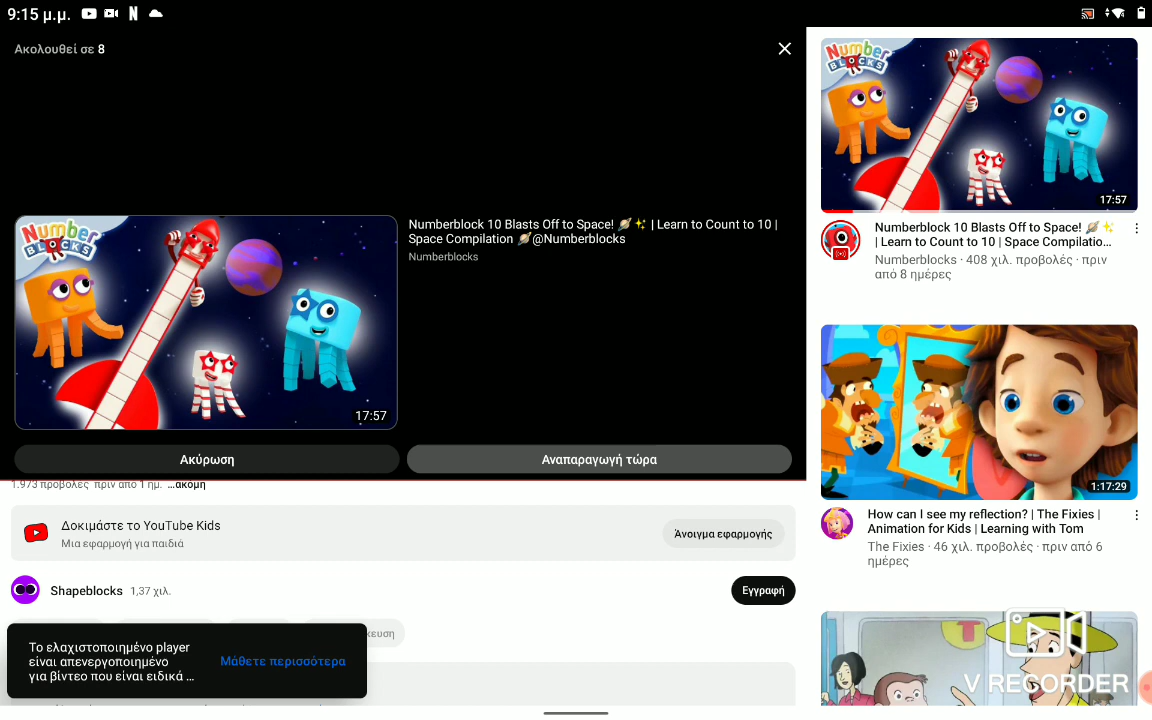 9:15 μ.μ.
Ακολουθεί σε 8
Number
BLOCKS
17:57
Numberblock 10 Blasts Off to Space! 🪐✨ | Learn to Count to 10 |
Space Compilation 🪐@Numberblocks
Numberblocks
Ακύρωση
Αναπαραγωγή τώρα
1.973 προβολές πριν από 1 ημ. ...ακόμη
Δοκιμάστε το YouTube Kids
Μια εφαρμογή για παιδιά
Άνοιγμα εφαρμογής
Shapeblocks 1,37 χιλ.
Εγγραφή
Το ελαχιστοποιημένο player
είναι απενεργοποιημένο
για βίντεο που είναι ειδικά ...
Μάθετε περισσότερα
Number
BLOCKS
17:57
Numberblock 10 Blasts Off to Space! 🪐✨
| Learn to Count to 10 | Space Compilatio...
Numberblocks · 408 χιλ. προβολές · πριν
από 8 ημέρες
1:17:29
How can I see my reflection? | The Fixies |
Animation for Kids | Learning with Tom
The Fixies · 46 χιλ. προβολές · πριν από 6
ημέρες
V RECORDER